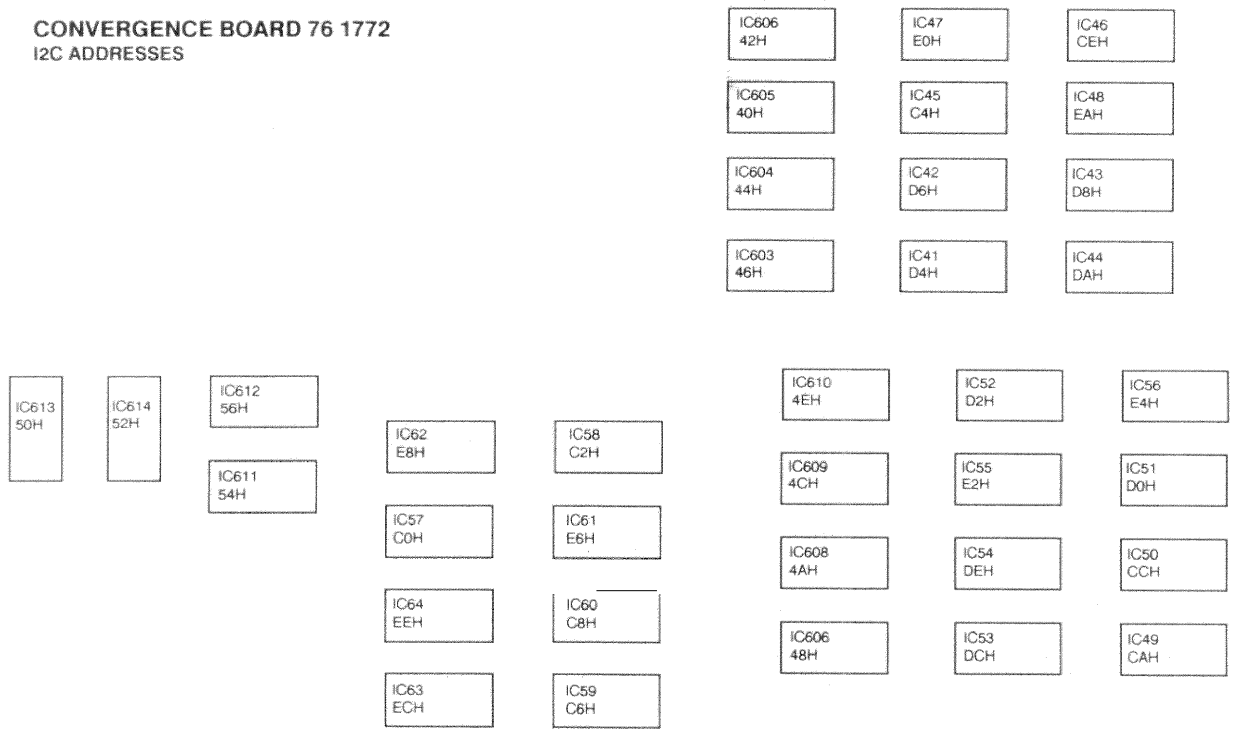 CONVERGENCE BOARD 76 1772
I2C ADDRESSES
IC606
42H
IC47
E0H
IC46
CEH
IC605
40H
IC45
C4H
IC48
EAH
IC604
44H
IC42
D6H
IC43
D8H
IC603
46H
IC41
D4H
IC44
DAH
IC613
50H
IC614
52H
IC612
56H
IC611
54H
IC62
E8H
IC58
C2H
IC57
C0H
IC61
E6H
IC64
EEH
IC60
C8H
IC63
ECH
IC59
C6H
IC610
4EH
IC52
D2H
IC56
E4H
IC609
4CH
IC55
E2H
IC51
D0H
IC608
4AH
IC54
DEH
IC50
CCH
IC606
48H
IC53
DCH
IC49
CAH